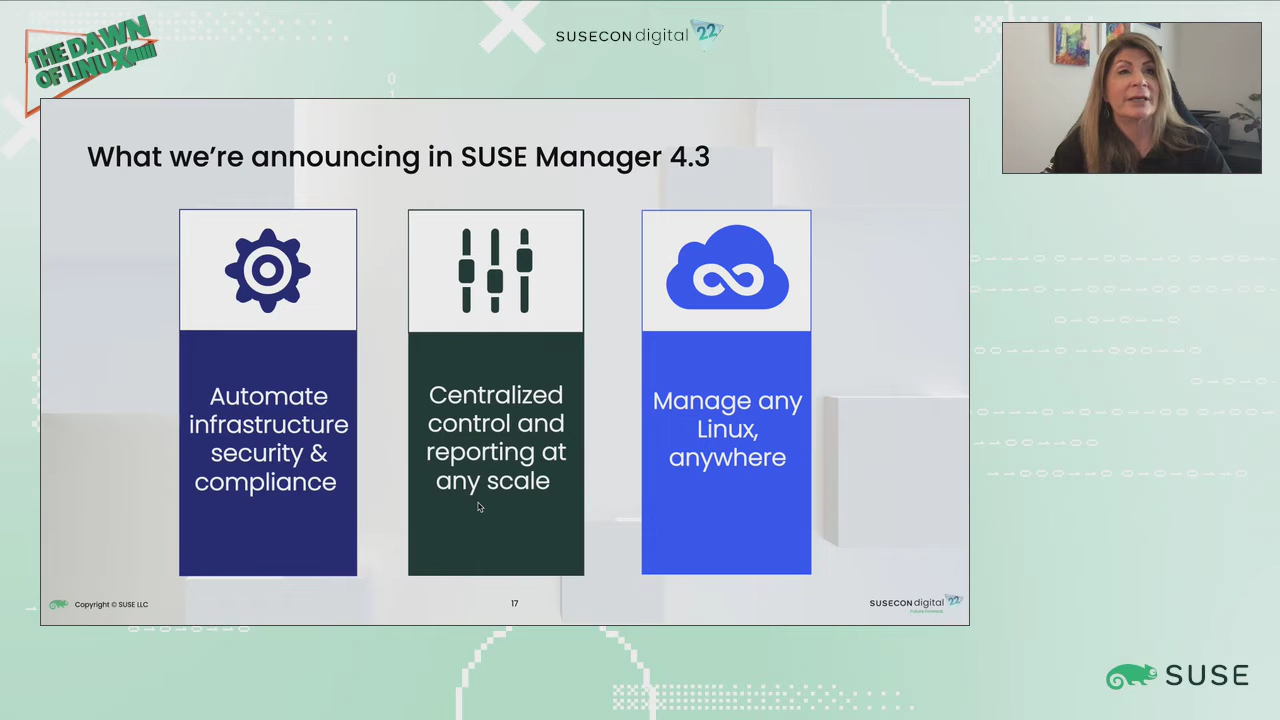 THE DAWN
OF LINUX
SUSECON digital 22
What we're announcing in SUSE Manager 4.3
Automate
infrastructure
security &
compliance
Centralized
control and
reporting at
any scale
Manage any
Linux,
anywhere
Copyright © SUSE LLC
17
SUSECON digital 22
SUSE